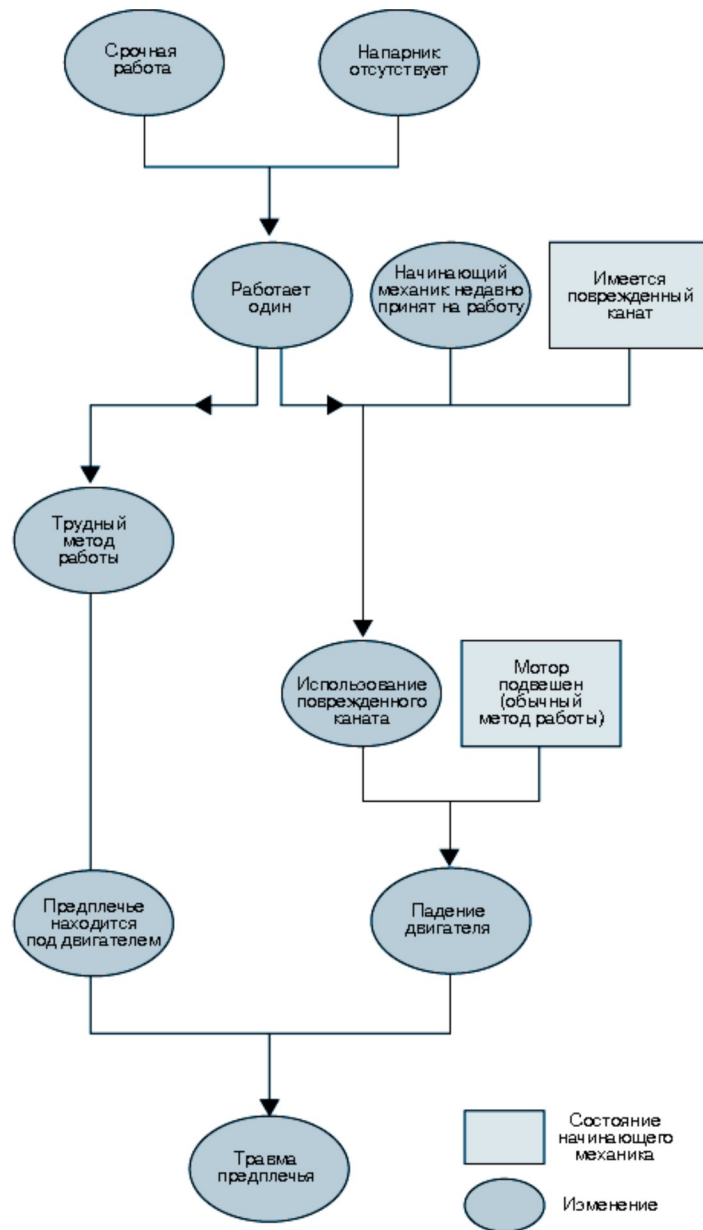 Срочная
работа
Напарник
отсутствует
Работает
один
Начинающий
механик недавно
принят на работу
Имеется
поврежденный
канат
Трудный
метод
работы
Использование
поврежденного
каната
Мотор
подвешен
(обычный
метод работы)
Предплечье
находится
под двигателем
Падение
двигателя
Травма
предплечья
Состояние
начинающего
механика
Изменение